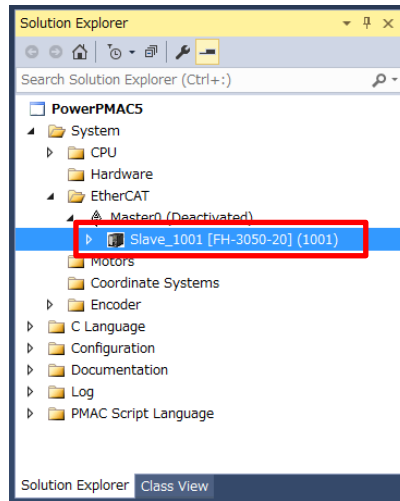 Solution Explorer
Search Solution Explorer (Ctrl+:)
PowerPMAC5
System
CPU
Hardware
EtherCAT
Master0 (Deactivated)
Slave_1001 [FH-3050-20] (1001)
Motors
Coordinate Systems
Encoder
C Language
Configuration
Documentation
Log
PMAC Script Language
Solution Explorer Class View